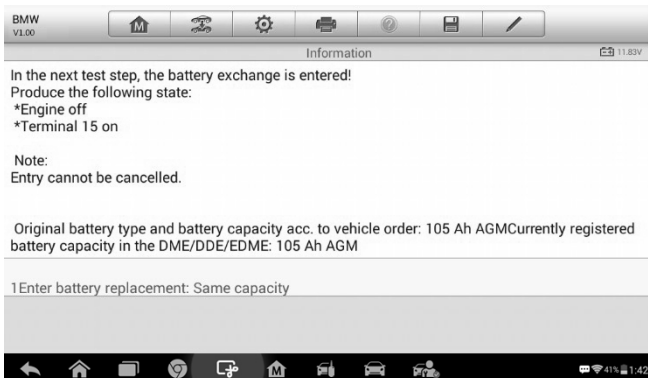 BMW
V1.00
Information
11.83V
In the next test step, the battery exchange is entered!
Produce the following state:
*Engine off
*Terminal 15 on
Note:
Entry cannot be cancelled.
Original battery type and battery capacity acc. to vehicle order: 105 Ah AGMCurrently registered
battery capacity in the DME/DDE/EDME: 105 Ah AGM
1Enter battery replacement: Same capacity
M
M
41% 1:42